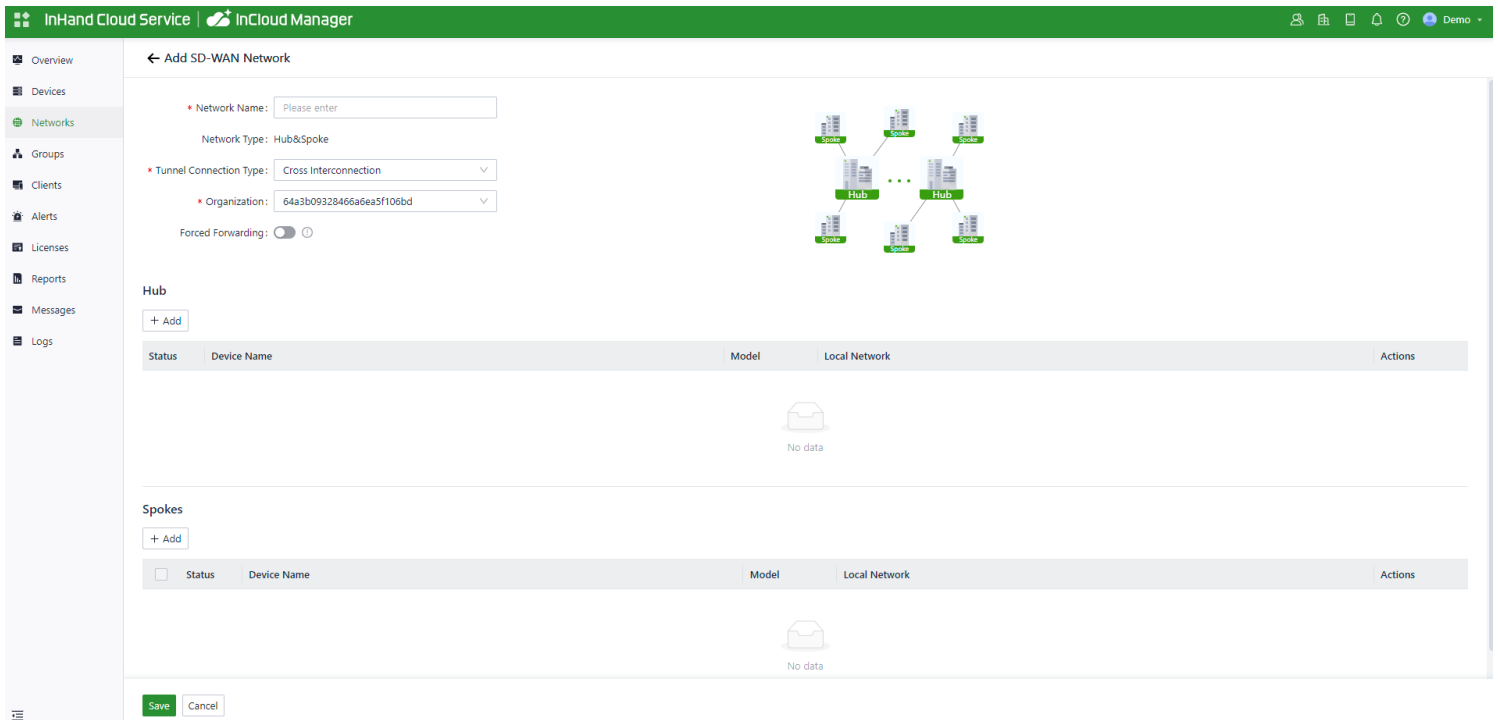 InHand Cloud Service | InCloud Manager
Demo
Overview
Devices
Networks
Groups
Clients
Alerts
Licenses
Reports
Messages
Logs
Add SD-WAN Network
* Network Name: Please enter
Network Type: Hub&Spoke
* Tunnel Connection Type: Cross Interconnection
* Organization: 64a3b09328466a6ea5f106bd
Forced Forwarding:
Spoke Spoke Spoke
Hub ... Hub
Spoke Spoke Spoke
Hub
+ Add
Status Device Name Model Local Network Actions
No data
Spokes
+ Add
Status Device Name Model Local Network Actions
No data
Save Cancel